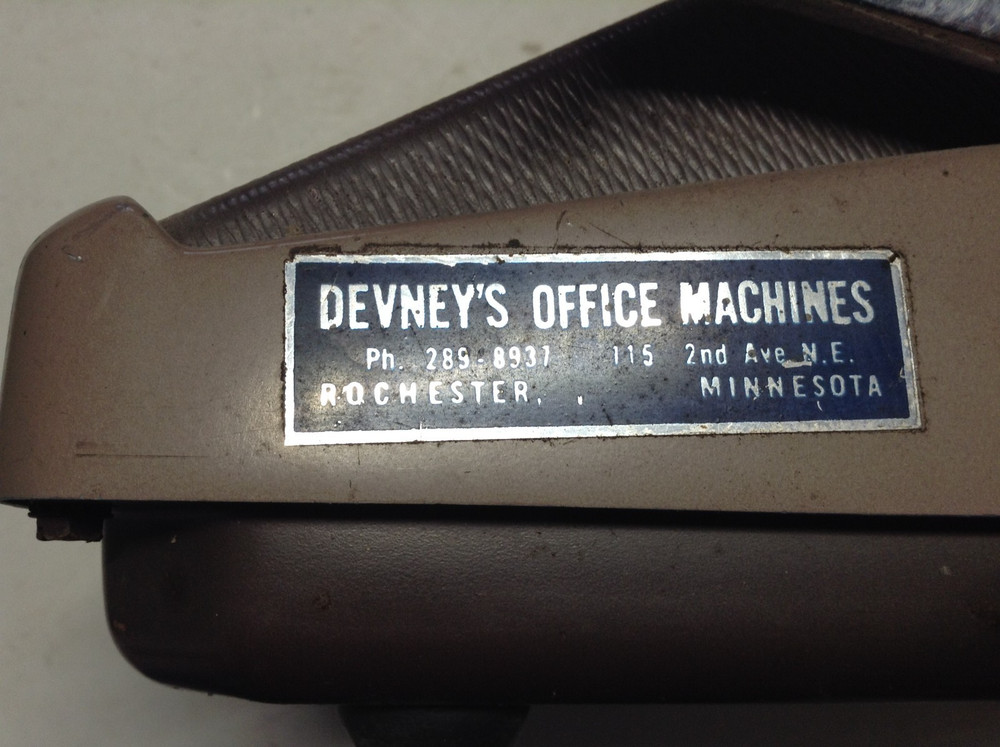 DEVNEY'S OFFICE MACHINES
Ph. 289-8937 115 2nd Ave N.E.
ROCHESTER, MINNESOTA